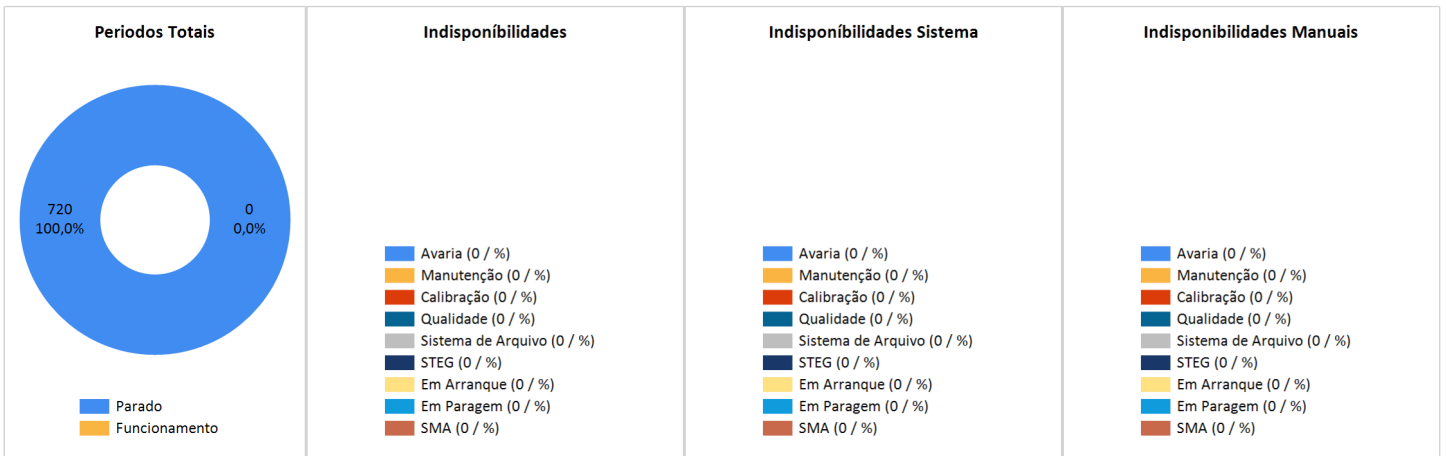 Periodos Totais
720
100,0%
0
0,0%
Parado
Funcionamento
Indisponíbilidades
Avaria (0 / %)
Manutenção (0 / %)
Calibração (0 / %)
Qualidade (0 / %)
Sistema de Arquivo (0 / %)
STEG (0 / %)
Em Arranque (0 / %)
Em Paragem (0 / %)
SMA (0 / %)
Indisponíbilidades Sistema
Avaria (0 / %)
Manutenção (0 / %)
Calibração (0 / %)
Qualidade (0 / %)
Sistema de Arquivo (0 / %)
STEG (0 / %)
Em Arranque (0 / %)
Em Paragem (0 / %)
SMA (0 / %)
Indisponibilidades Manuais
Avaria (0 / %)
Manutenção (0 / %)
Calibração (0 / %)
Qualidade (0 / %)
Sistema de Arquivo (0 / %)
STEG (0 / %)
Em Arranque (0 / %)
Em Paragem (0 / %)
SMA (0 / %)